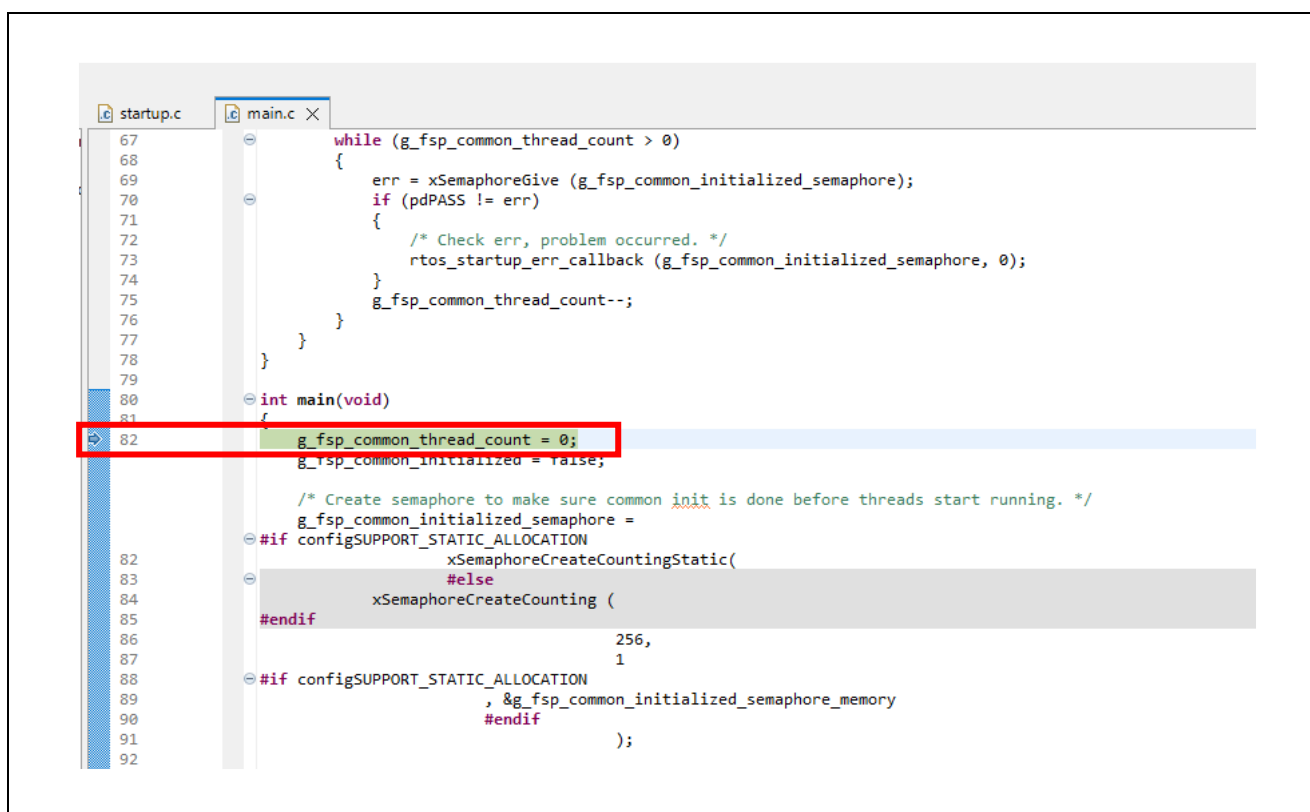 startup.c main.c
67 while (g_fsp_common_thread_count > 0)
68 {
69 err = xSemaphoreGive (g_fsp_common_initialized_semaphore);
70 if (pdPASS != err)
71 {
72 /* Check err, problem occurred. */
73 rtos_startup_err_callback (g_fsp_common_initialized_semaphore, 0);
74 }
75 g_fsp_common_thread_count--;
76 }
77 }
78 }
79
80 int main(void)
81 {
82 g_fsp_common_thread_count = 0;
g_fsp_common_initialized = false;
/* Create semaphore to make sure common init is done before threads start running. */
g_fsp_common_initialized_semaphore =
#if configSUPPORT_STATIC_ALLOCATION
82 xSemaphoreCreateCountingStatic(
83 #else
84 xSemaphoreCreateCounting (
85 #endif
86 256,
87 1
88 #if configSUPPORT_STATIC_ALLOCATION
89 , &g_fsp_common_initialized_semaphore_memory
90 #endif
91 );
92